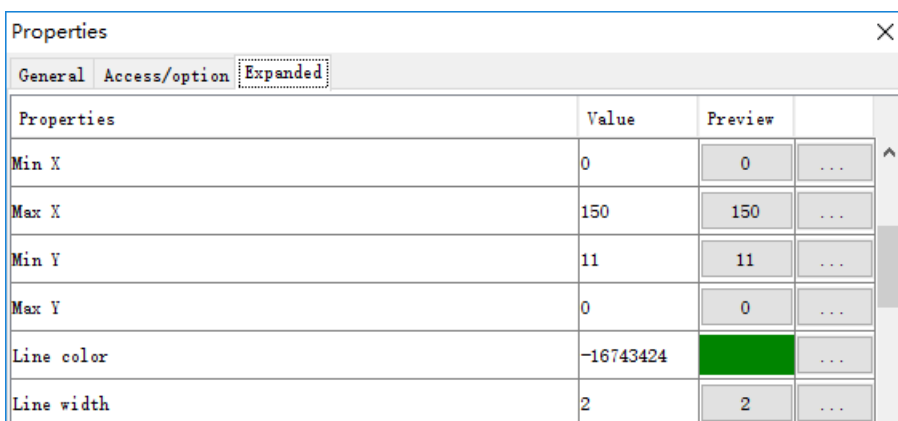 Properties
General Access/option Expanded
Properties Value Preview
Min X 0 0 ...
Max X 150 150 ...
Min Y 11 11 ...
Max Y 0 0 ...
Line color -16743424 ...
Line width 2 2 ...